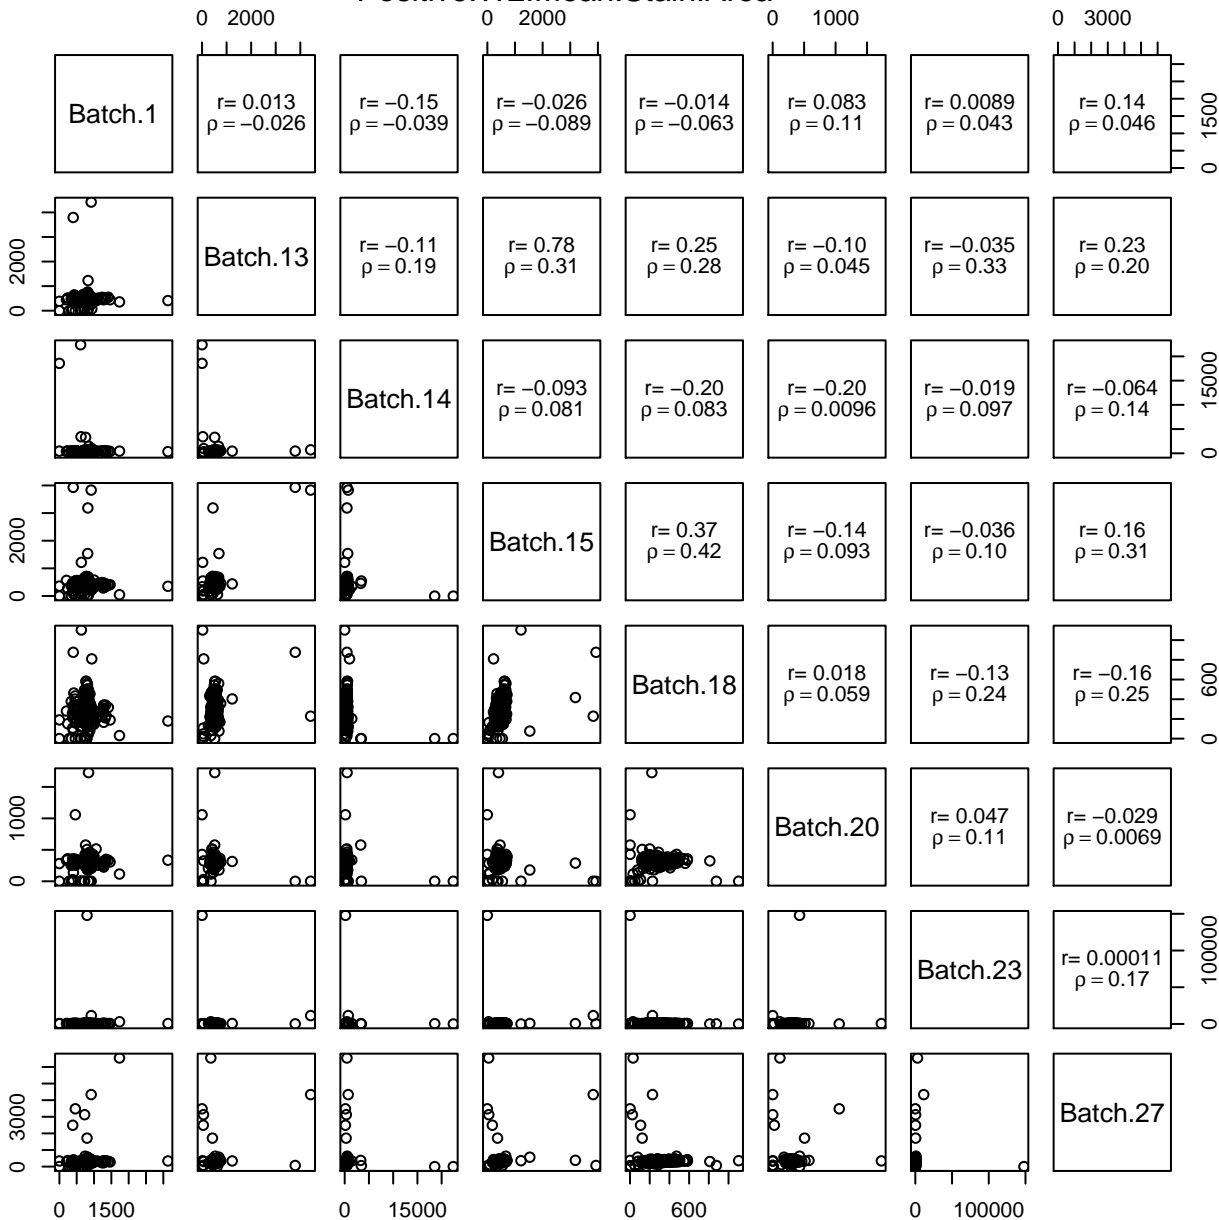 0 2000 0 2000 0 1000 0 3000
Batch.1 r= 0.013 r= −0.15 r= −0.026 r= −0.014 r= 0.083 r= 0.0089 r= 0.14
ρ = −0.026 ρ = −0.039 ρ = −0.089 ρ = −0.063 ρ = 0.11 ρ = 0.043 ρ = 0.046
0 1500
0 2000
Batch.13 r= −0.11 r= 0.78 r= 0.25 r= −0.10 r= −0.035 r= 0.23
ρ = 0.19 ρ = 0.31 ρ = 0.28 ρ = 0.045 ρ = 0.33 ρ = 0.20
Batch.14 r= −0.093 r= −0.20 r= −0.20 r= −0.019 r= −0.064
ρ = 0.081 ρ = 0.083 ρ = 0.0096 ρ = 0.097 ρ = 0.14
0 15000
0 2000
Batch.15 r= 0.37 r= −0.14 r= −0.036 r= 0.16
ρ = 0.42 ρ = 0.093 ρ = 0.10 ρ = 0.31
Batch.18 r= 0.018 r= −0.13 r= −0.16
ρ = 0.059 ρ = 0.24 ρ = 0.25
0 600
0 1000
Batch.20 r= 0.047 r= −0.029
ρ = 0.11 ρ = 0.0069
Batch.23 r= 0.00011
ρ = 0.17
0 100000
0 3000
Batch.27
0 1500 0 15000 0 600 0 100000